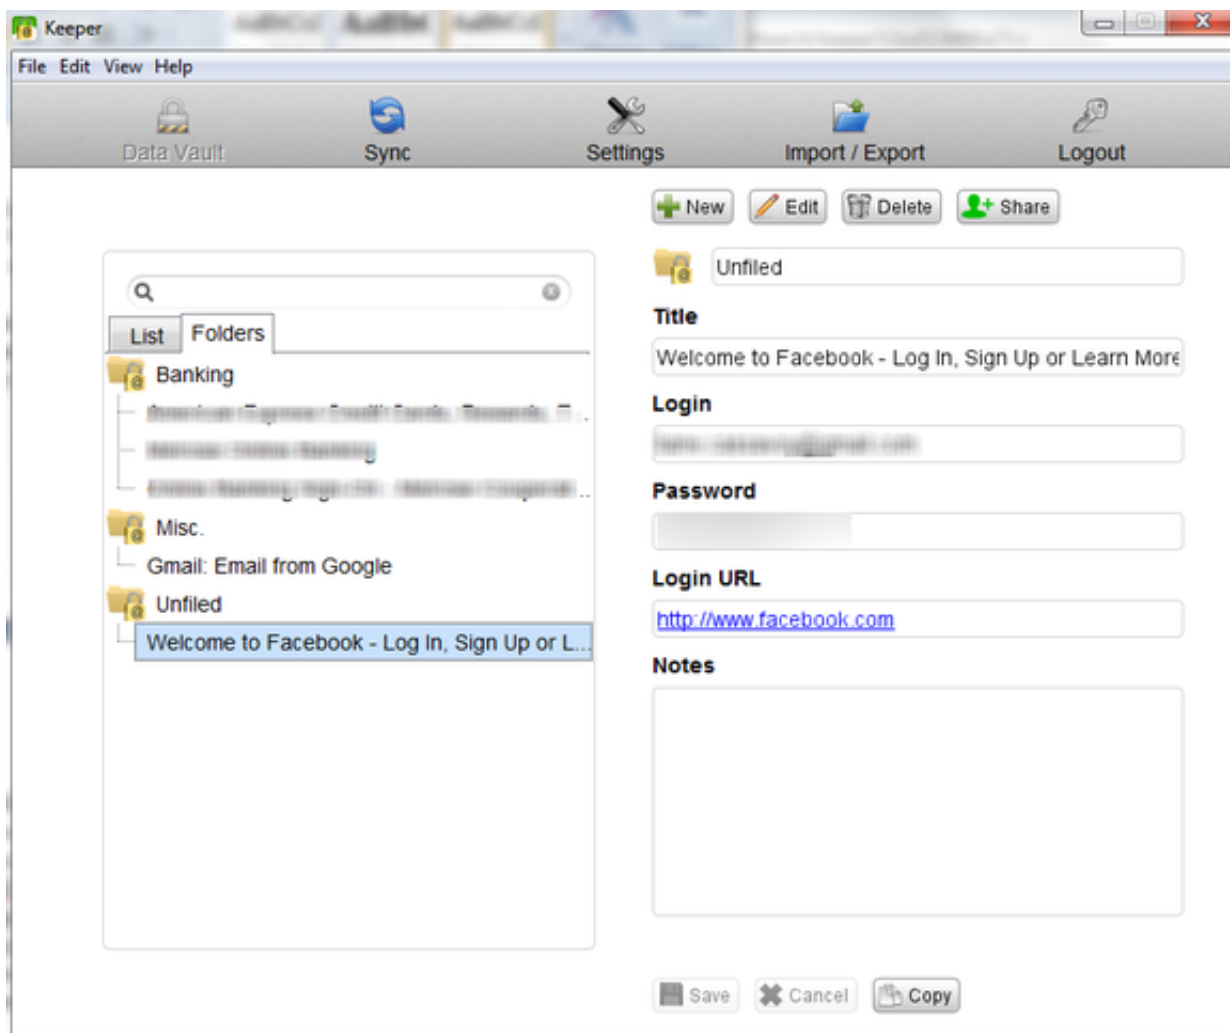 Keeper
File Edit View Help
Data Vault Sync Settings Import / Export Logout
New Edit Delete Share
Unfiled
Title
Welcome to Facebook - Log In, Sign Up or Learn More
Login
Password
Login URL
http://www.facebook.com
Notes
List Folders
Banking
Misc.
Gmail: Email from Google
Unfiled
Welcome to Facebook - Log In, Sign Up or L...
Save Cancel Copy